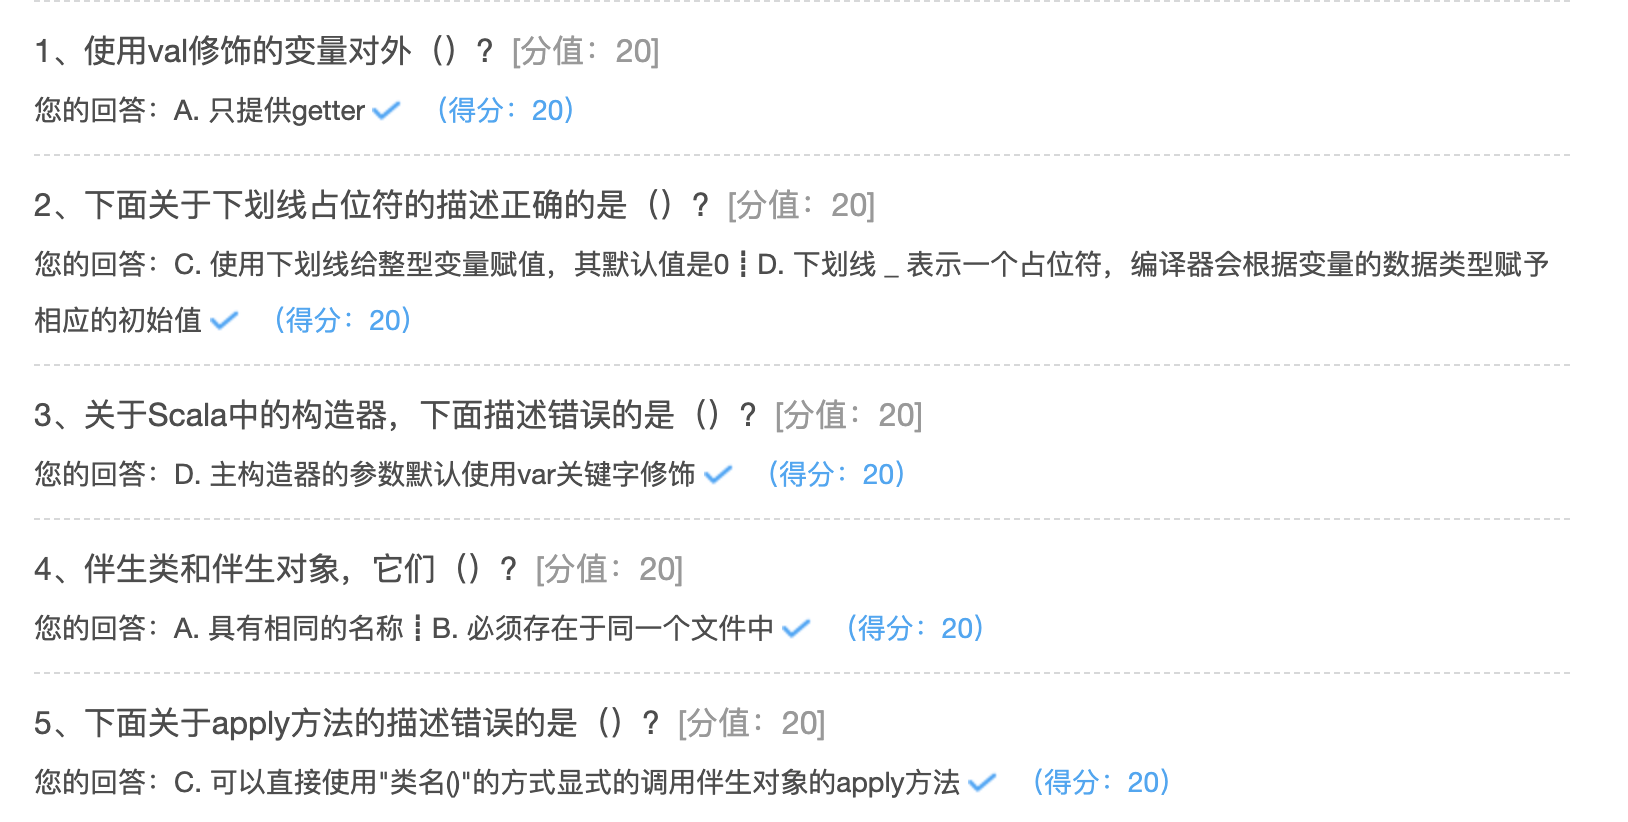 1、使用val修饰的变量对外（）？ [分值：20]
您的回答：A. 只提供getter （得分：20）
2、下面关于下划线占位符的描述正确的是（）？ [分值：20]
您的回答：C. 使用下划线给整型变量赋值，其默认值是0 ┋ D. 下划线 _ 表示一个占位符，编译器会根据变量的数据类型赋予
相应的初始值 （得分：20）
3、关于Scala中的构造器，下面描述错误的是（）？ [分值：20]
您的回答：D. 主构造器的参数默认使用var关键字修饰 （得分：20）
4、伴生类和伴生对象，它们（）？ [分值：20]
您的回答：A. 具有相同的名称 ┋ B. 必须存在于同一个文件中 （得分：20）
5、下面关于apply方法的描述错误的是（）？ [分值：20]
您的回答：C. 可以直接使用"类名()"的方式显式的调用伴生对象的apply方法 （得分：20）